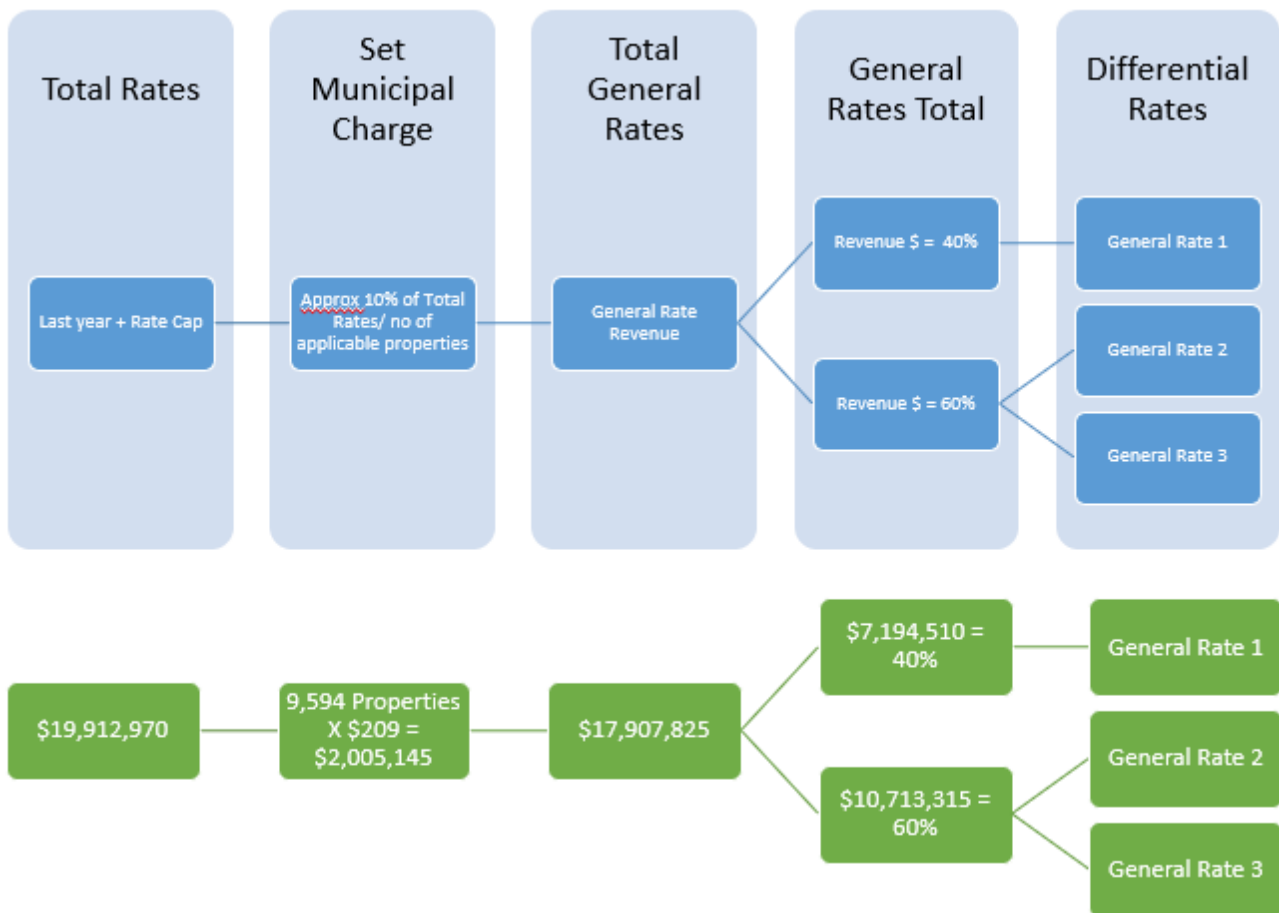 Total Rates
Set
Municipal
Charge
Total
General
Rates
General
Rates Total
Differential
Rates
Last year + Rate Cap
Approx 10% of Total
Rates/ no of
applicable properties
General Rate
Revenue
Revenue $ = 40%
Revenue $ = 60%
General Rate 1
General Rate 2
General Rate 3
$19,912,970
9,594 Properties
X $209 =
$2,005,145
$17,907,825
$7,194,510 =
40%
$10,713,315 =
60%
General Rate 1
General Rate 2
General Rate 3